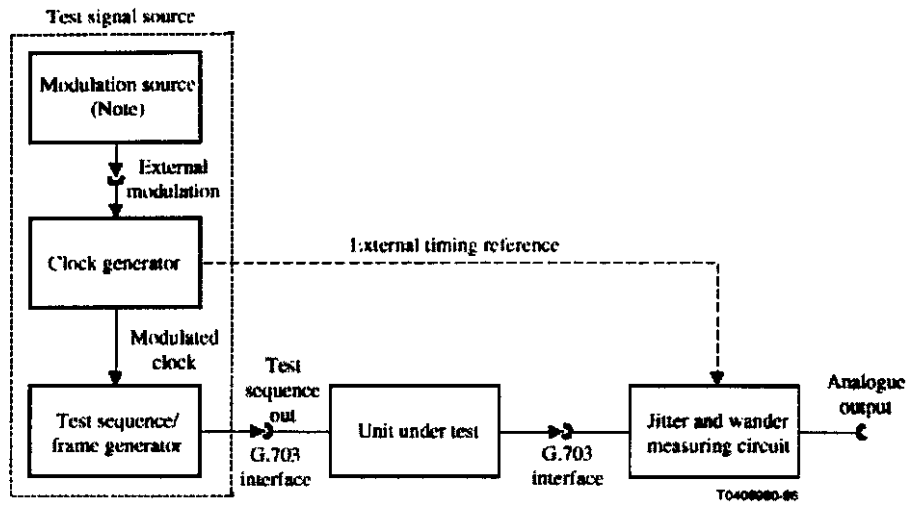 Test signal source
Modulation source
(Note)
External
modulation
Clock generator
External timing reference
Modulated
clock
Test sequence/
frame generator
Test
sequence
out
G.703
interface
Unit under test
G.703
interface
Jitter and wander
measuring circuit
Analogue
output